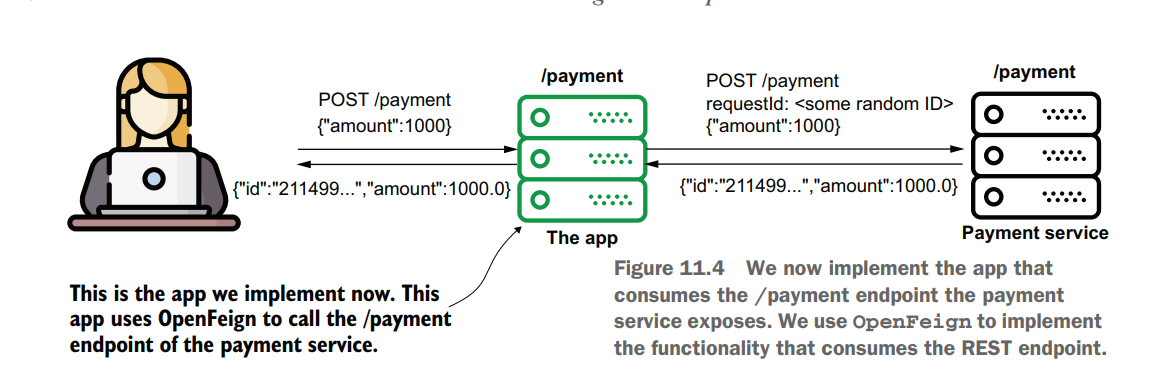 /payment
POST /payment
{"amount":1000}
{"id":"211499...","amount":1000.0}
The app
POST /payment
requestId: <some random ID>
{"amount":1000}
{"id":"211499...","amount":1000.0}
/payment
Payment service
This is the app we implement now. This
app uses OpenFeign to call the /payment
endpoint of the payment service.
Figure 11.4 We now implement the app that
consumes the /payment endpoint the payment
service exposes. We use OpenFeign to implement
the functionality that consumes the REST endpoint.